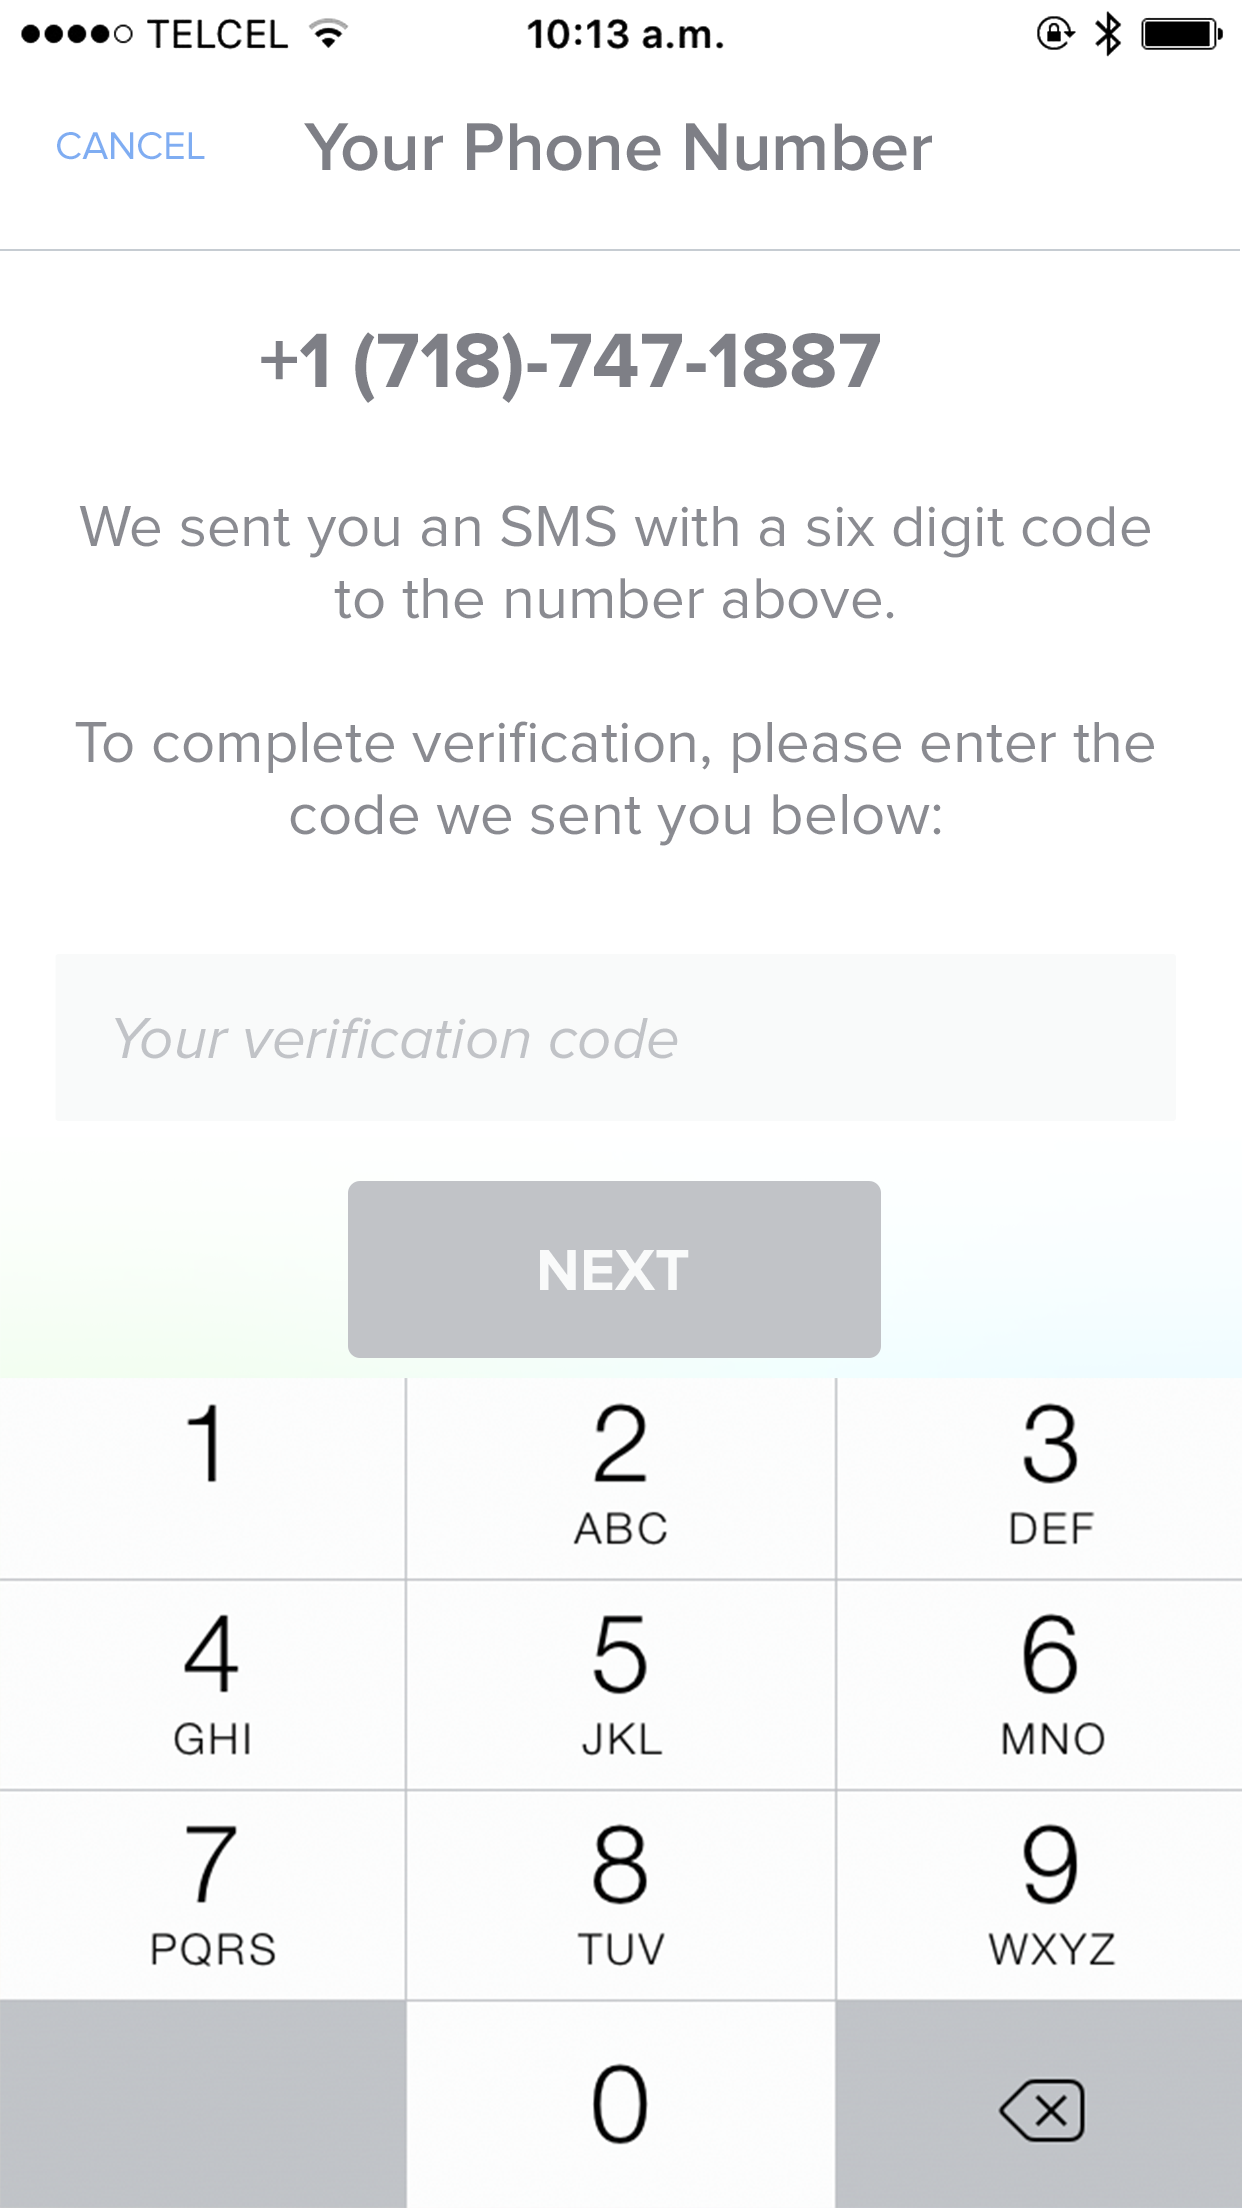 TELCEL 10:13 a.m.
CANCEL Your Phone Number
+1 (718)-747-1887
We sent you an SMS with a six digit code
to the number above.
To complete verification, please enter the
code we sent you below:
Your verification code
NEXT
1 2 3
ABC DEF
4 5 6
GHI JKL MNO
7 8 9
PQRS TUV WXYZ
0